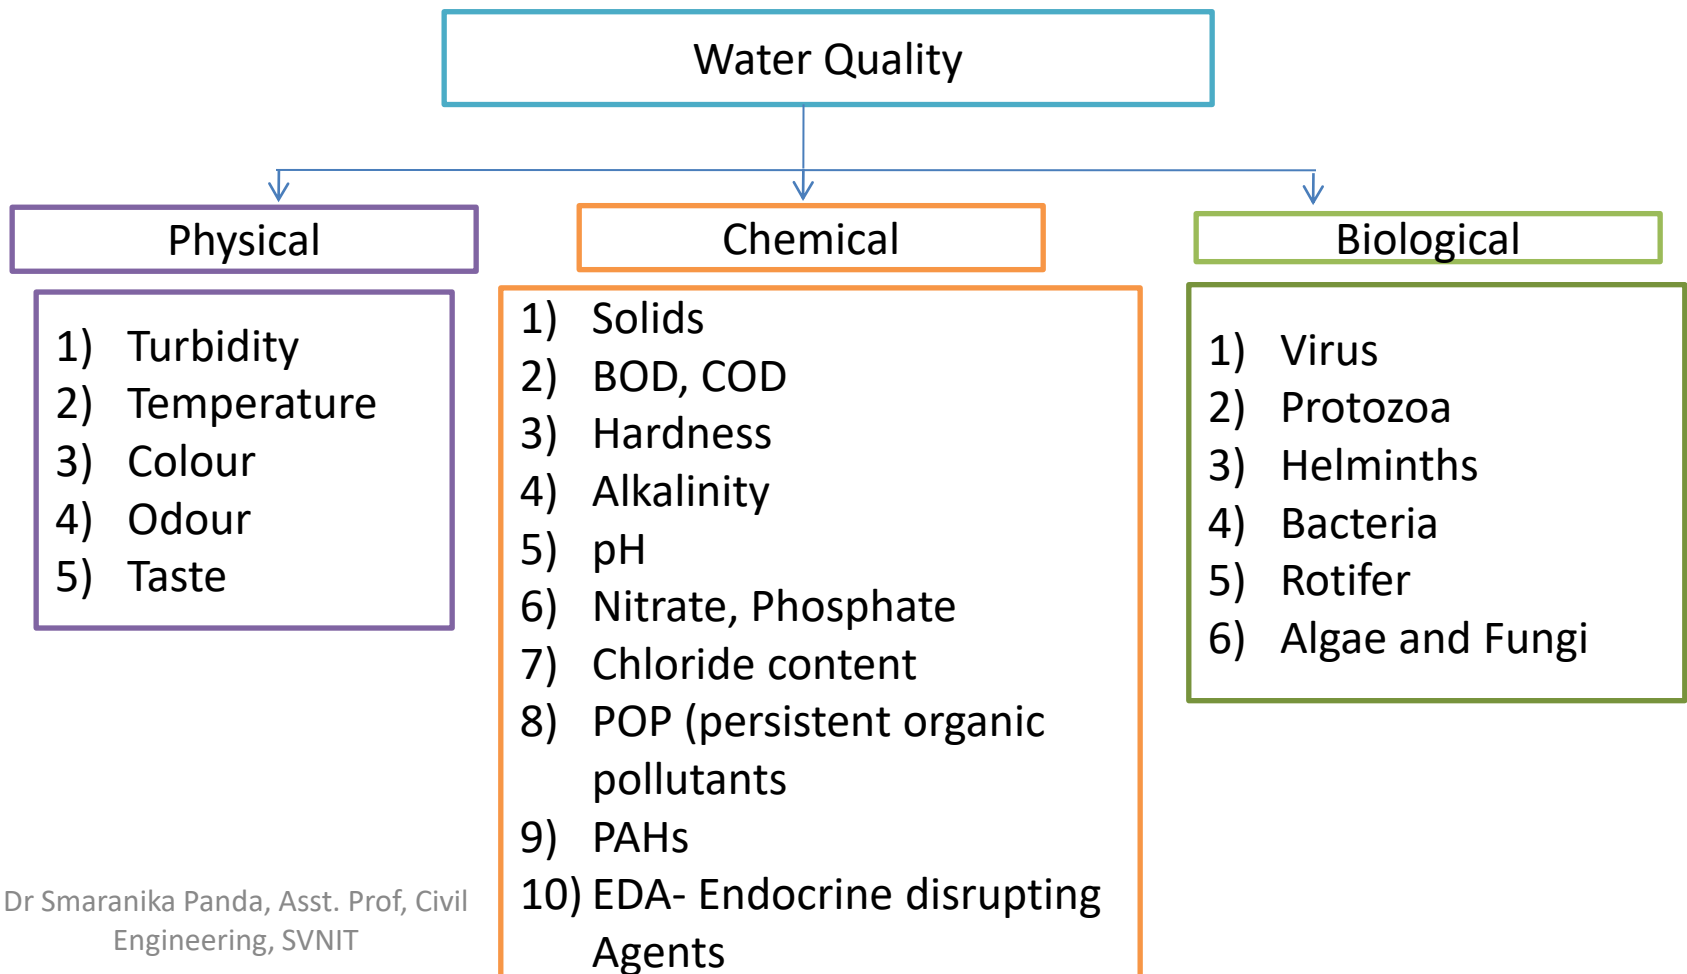 Water Quality
Physical
1) Turbidity
2) Temperature
3) Colour
4) Odour
5) Taste
Chemical
1) Solids
2) BOD, COD
3) Hardness
4) Alkalinity
5) pH
6) Nitrate, Phosphate
7) Chloride content
8) POP (persistent organic
pollutants
9) PAHs
10) EDA- Endocrine disrupting
Agents
Biological
1) Virus
2) Protozoa
3) Helminths
4) Bacteria
5) Rotifer
6) Algae and Fungi
Dr Smaranika Panda, Asst. Prof, Civil
Engineering, SVNIT